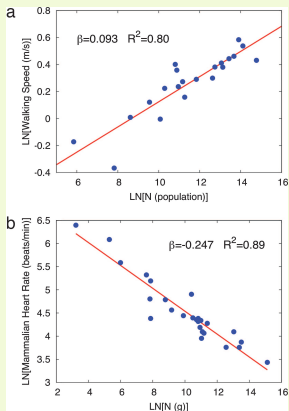 a
LN[Walking Speed (m/s)]
0.8
0.6
0.4
0.2
0
-0.2
-0.4
β=0.093 R²=0.80
6 8 10 12 14 16
LN[N (population)]
b
LN[Mammalian Heart Rate (beats/min)]
6.5
6
5.5
5
4.5
4
3.5
3
β=-0.247 R²=0.89
2 4 6 8 10 12 14 16
LN[N (g)]